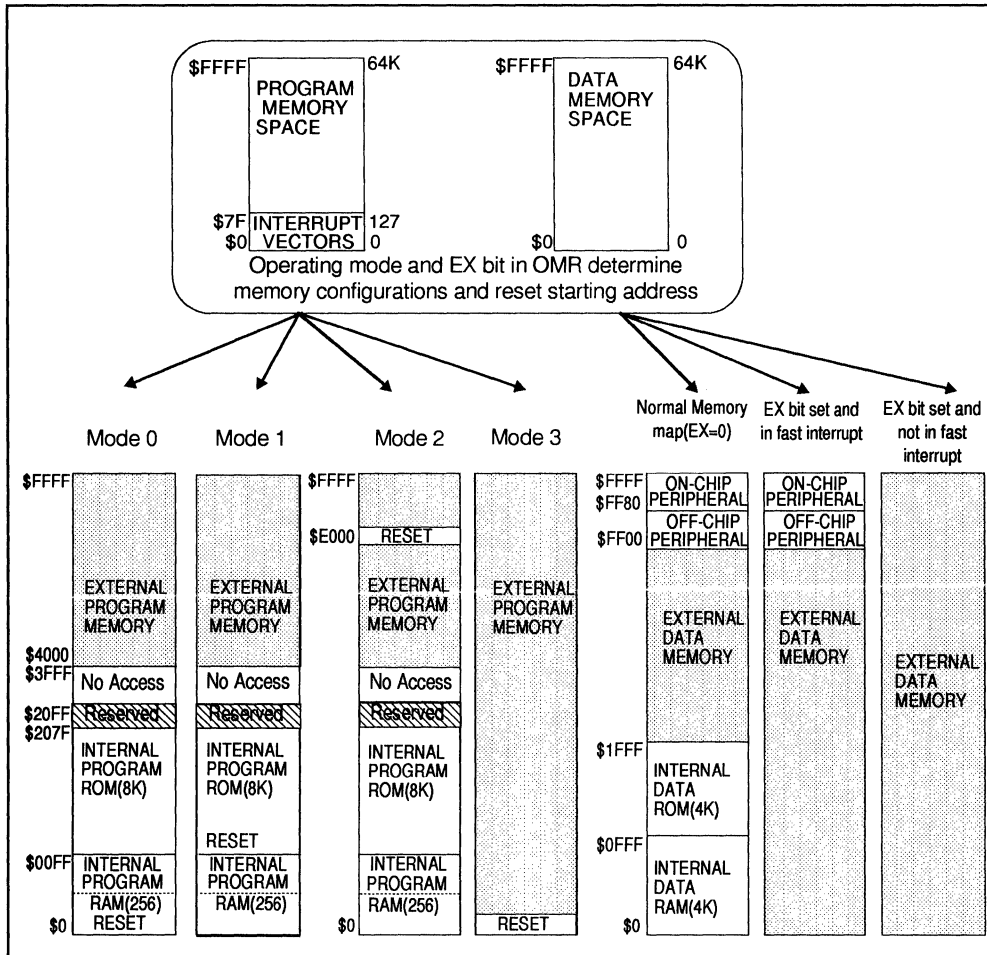 $FFFF 64K
PROGRAM
MEMORY
SPACE
$7F INTERRUPT 127
$0 VECTORS 0
$FFFF 64K
DATA
MEMORY
SPACE
$0 0
Operating mode and EX bit in OMR determine
memory configurations and reset starting address
Mode 0
$FFFF
EXTERNAL
PROGRAM
MEMORY
$4000
$3FFF
No Access
$20FF Reserved
$207F
INTERNAL
PROGRAM
ROM(8K)
$00FF
INTERNAL
PROGRAM
RAM(256)
$0 RESET
Mode 1
EXTERNAL
PROGRAM
MEMORY
No Access
Reserved
INTERNAL
PROGRAM
ROM(8K)
RESET
INTERNAL
PROGRAM
RAM(256)
Mode 2
$FFFF
$E000 RESET
EXTERNAL
PROGRAM
MEMORY
No Access
Reserved
INTERNAL
PROGRAM
ROM(8K)
INTERNAL
PROGRAM
RAM(256)
$0
Mode 3
EXTERNAL
PROGRAM
MEMORY
RESET
Normal Memory
map(EX=0)
$FFFF ON-CHIP
$FF80 PERIPHERAL
OFF-CHIP
$FF00 PERIPHERAL
EXTERNAL
DATA
MEMORY
$1FFF
INTERNAL
DATA
ROM(4K)
$0FFF
INTERNAL
DATA
RAM(4K)
$0
EX bit set and
in fast interrupt
ON-CHIP
PERIPHERAL
OFF-CHIP
PERIPHERAL
EXTERNAL
DATA
MEMORY
EX bit set and
not in fast
interrupt
EXTERNAL
DATA
MEMORY